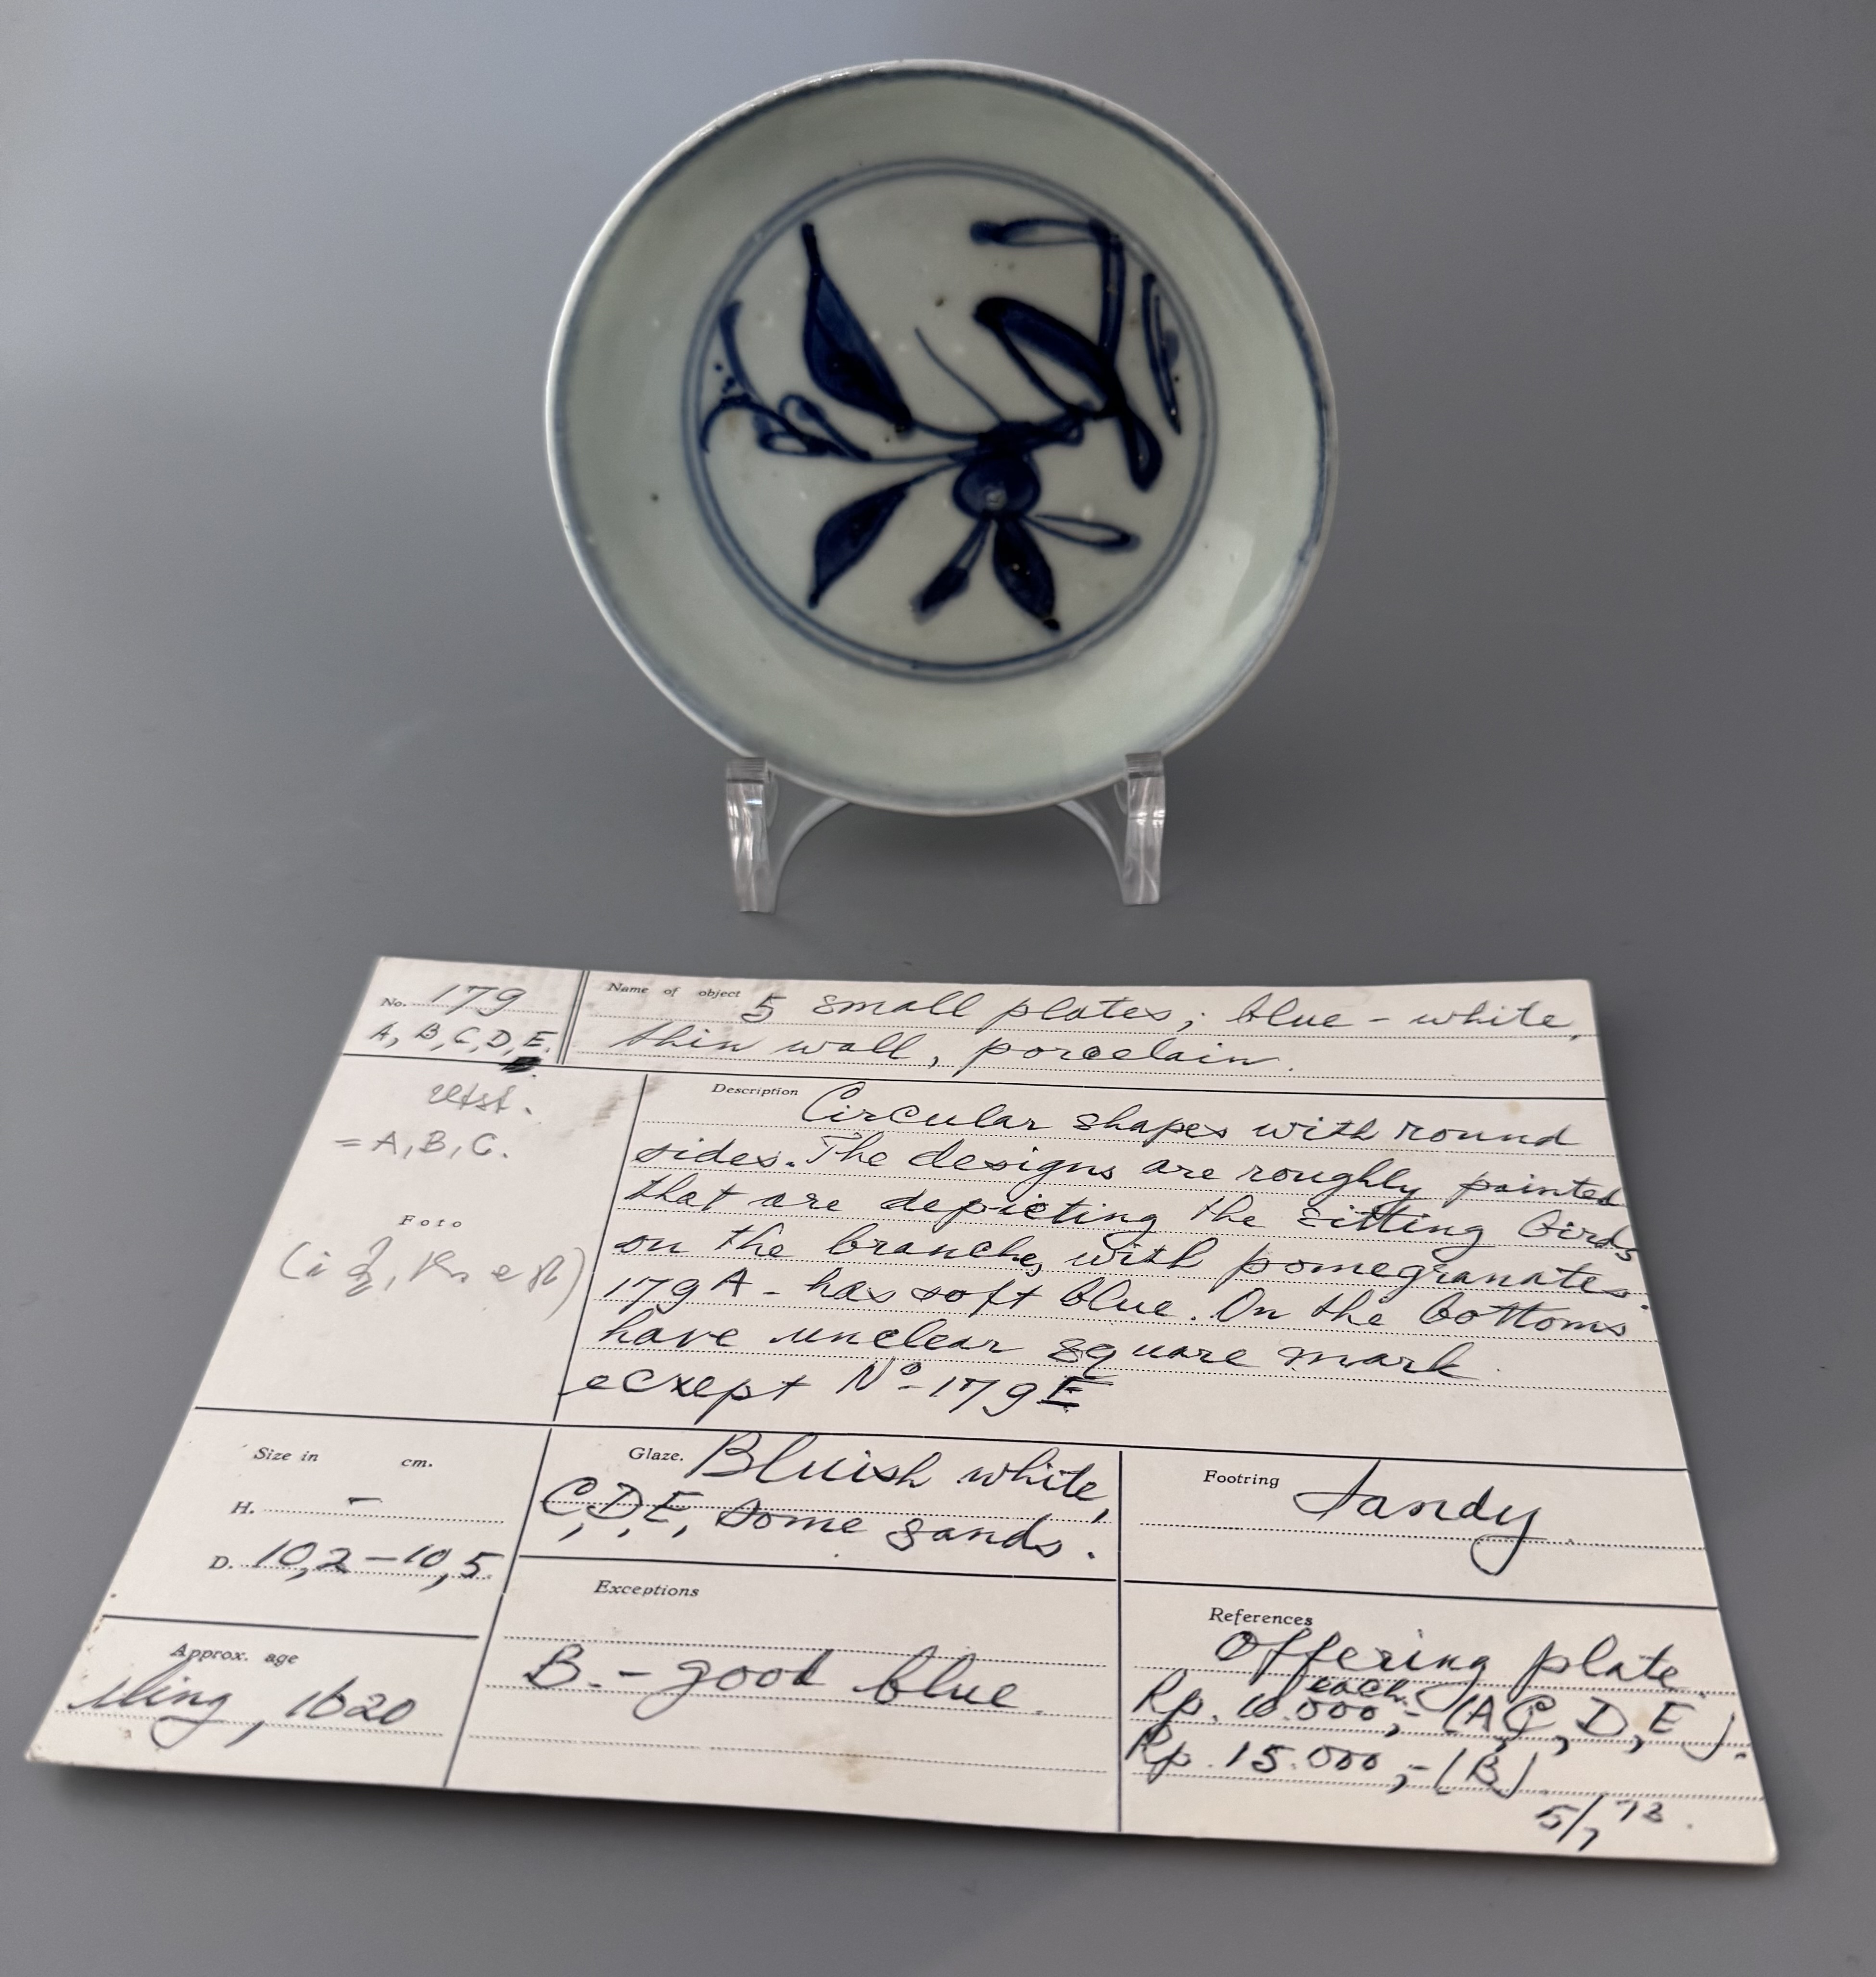 No. 179
A, B, C, D, E.
Name of object 5 small plates; blue-white,
thin wall, porcelain.
= A, B, C.
Foto
Description Circular shapes with round
sides. The designs are roughly painted
that are depicting the sitting birds
on the branches with pomegranates.
179A - has soft blue. On the bottoms
have unclear square mark
ecxept No-179E
Size in cm.
H. -
D. 10,2-10,5.
Glaze. Bluish white,
C,D,E, some sands.
Footring Sandy.
Approx. age
Ming, 1620
Exceptions
B. - good blue.
References
Offering plate.
each
Rp. 10.000,- (A,C,D,E).
Rp. 15.000,- (B)
5/7 73.